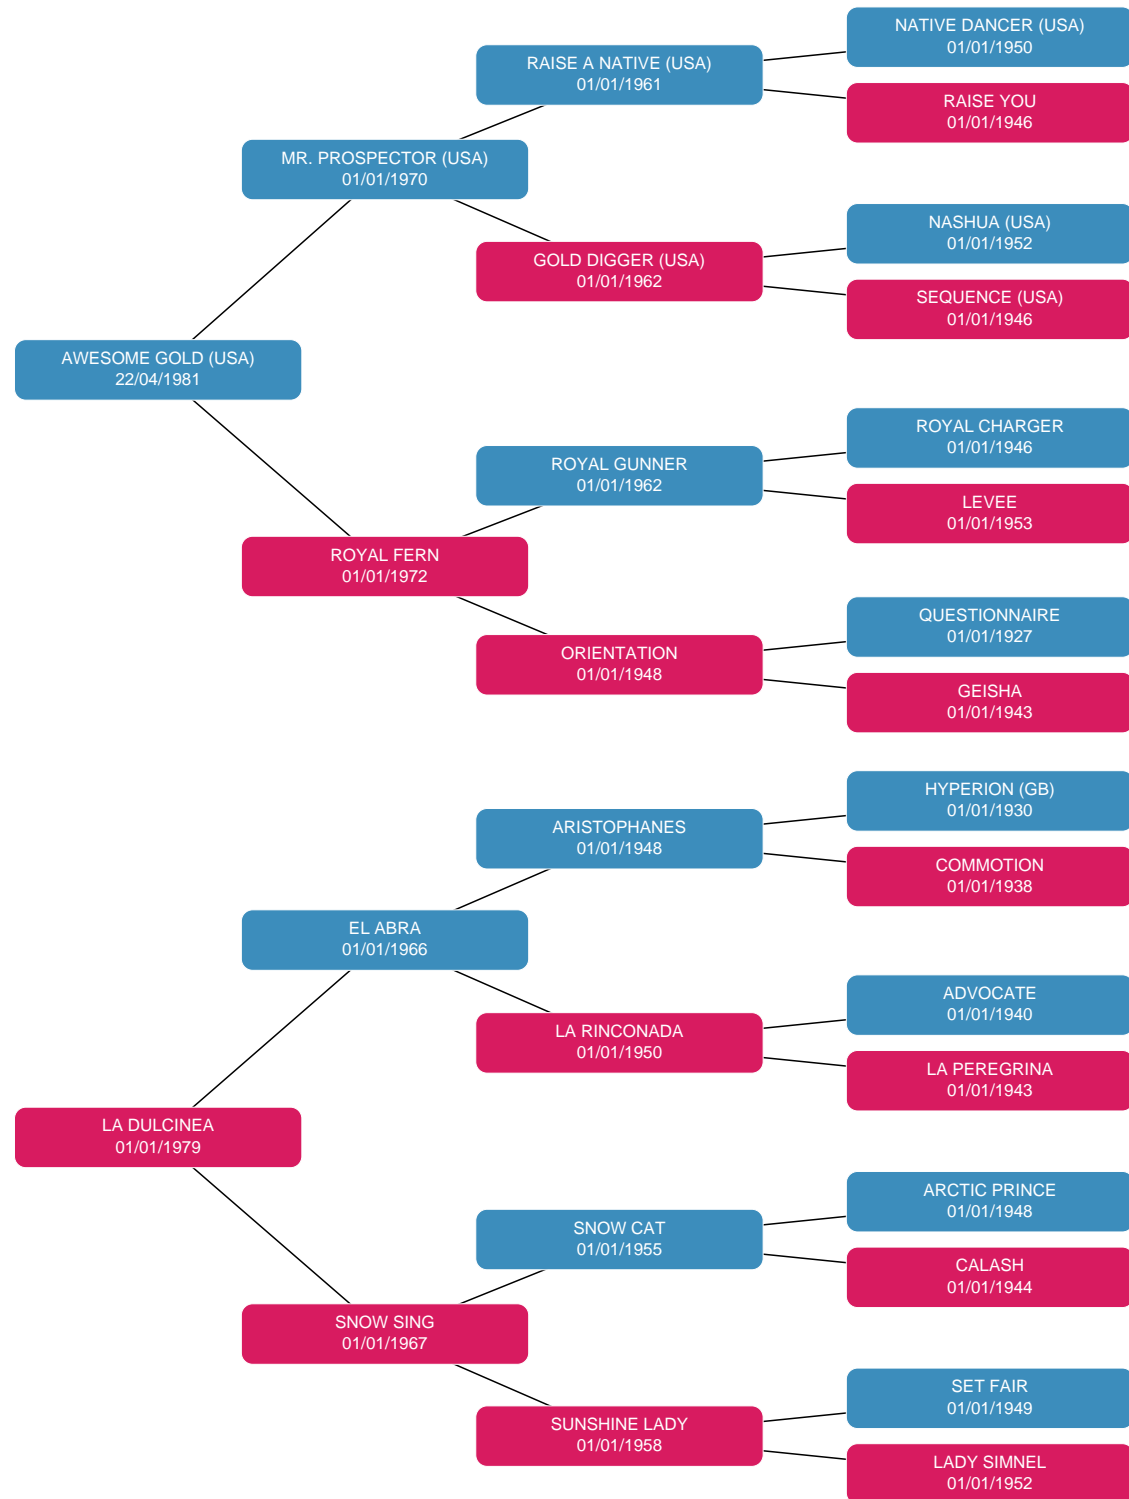 NATIVE DANCER (USA)
01/01/1950
RAISE A NATIVE (USA)
01/01/1961
RAISE YOU
01/01/1946
MR. PROSPECTOR (USA)
01/01/1970
NASHUA (USA)
01/01/1952
GOLD DIGGER (USA)
01/01/1962
SEQUENCE (USA)
01/01/1946
AWESOME GOLD (USA)
22/04/1981
ROYAL CHARGER
01/01/1946
ROYAL GUNNER
01/01/1962
LEVEE
01/01/1953
ROYAL FERN
01/01/1972
QUESTIONNAIRE
01/01/1927
ORIENTATION
01/01/1948
GEISHA
01/01/1943
HYPERION (GB)
01/01/1930
ARISTOPHANES
01/01/1948
COMMOTION
01/01/1938
EL ABRA
01/01/1966
ADVOCATE
01/01/1940
LA RINCONADA
01/01/1950
LA PEREGRINA
01/01/1943
LA DULCINEA
01/01/1979
ARCTIC PRINCE
01/01/1948
SNOW CAT
01/01/1955
CALASH
01/01/1944
SNOW SING
01/01/1967
SET FAIR
01/01/1949
SUNSHINE LADY
01/01/1958
LADY SIMNEL
01/01/1952